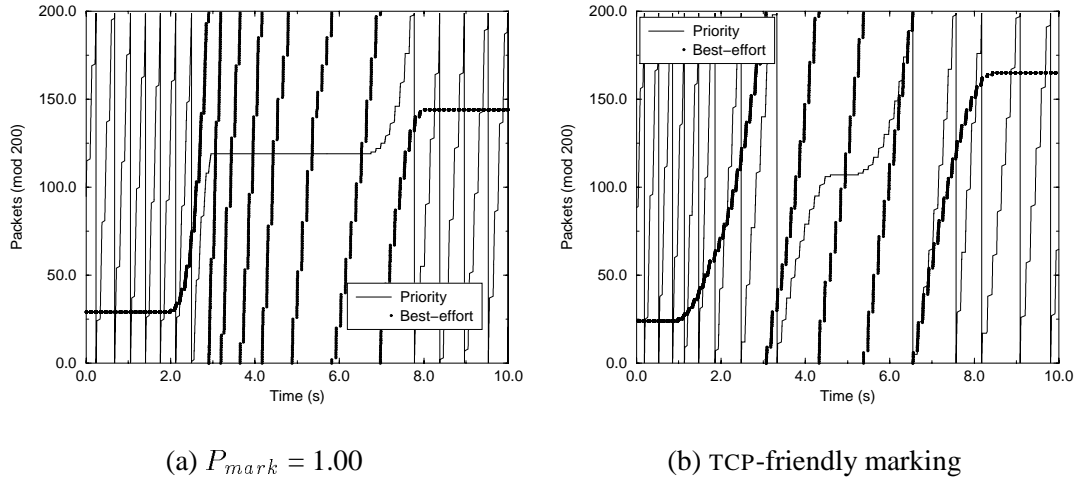 200.0
150.0
100.0
50.0
0.0
Packets (mod 200)
0.0 2.0 4.0 6.0 8.0 10.0
Time (s)
Priority
Best−effort
(a) Pmark = 1.00
200.0
150.0
100.0
50.0
0.0
Packets (mod 200)
0.0 2.0 4.0 6.0 8.0 10.0
Time (s)
Priority
Best−effort
(b) TCP-friendly marking